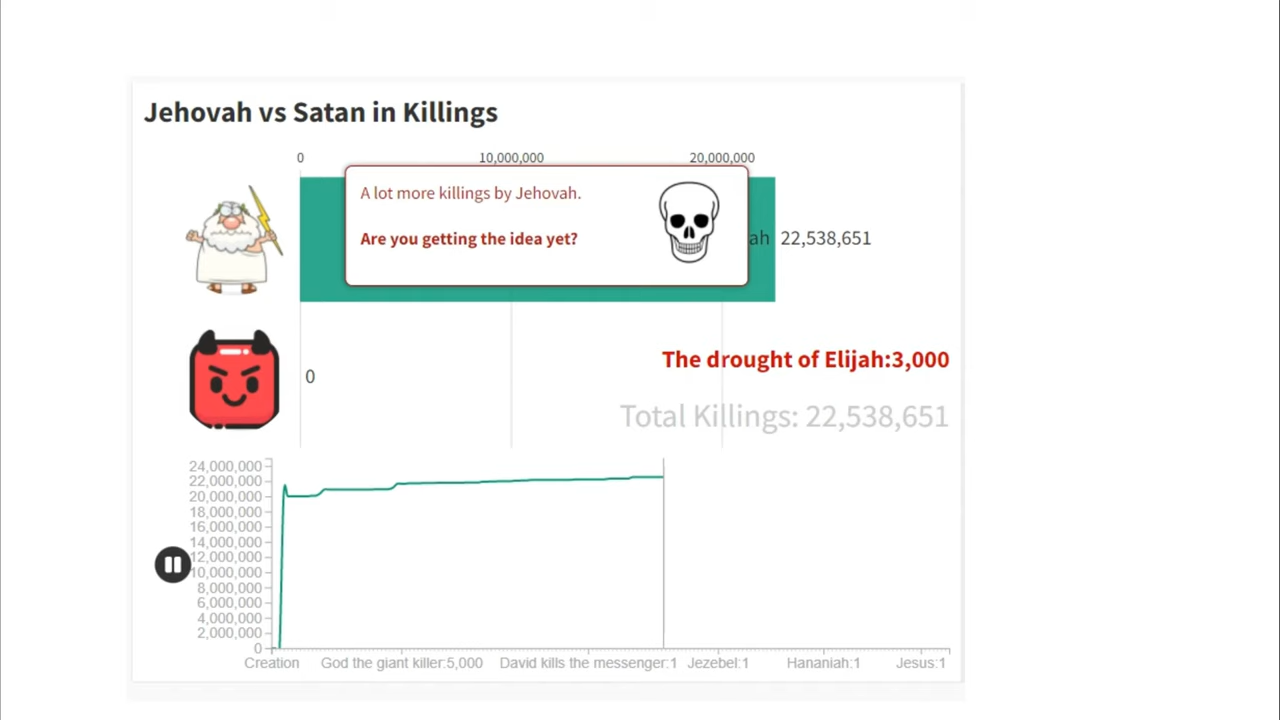 Jehovah vs Satan in Killings
0 10,000,000 20,000,000
A lot more killings by Jehovah.
Are you getting the idea yet?
ah 22,538,651
0
The drought of Elijah:3,000
Total Killings: 22,538,651
24,000,000
22,000,000
20,000,000
18,000,000
16,000,000
14,000,000
12,000,000
10,000,000
8,000,000
6,000,000
4,000,000
2,000,000
0
Creation God the giant killer:5,000 David kills the messenger:1 Jezebel:1 Hananiah:1 Jesus:1